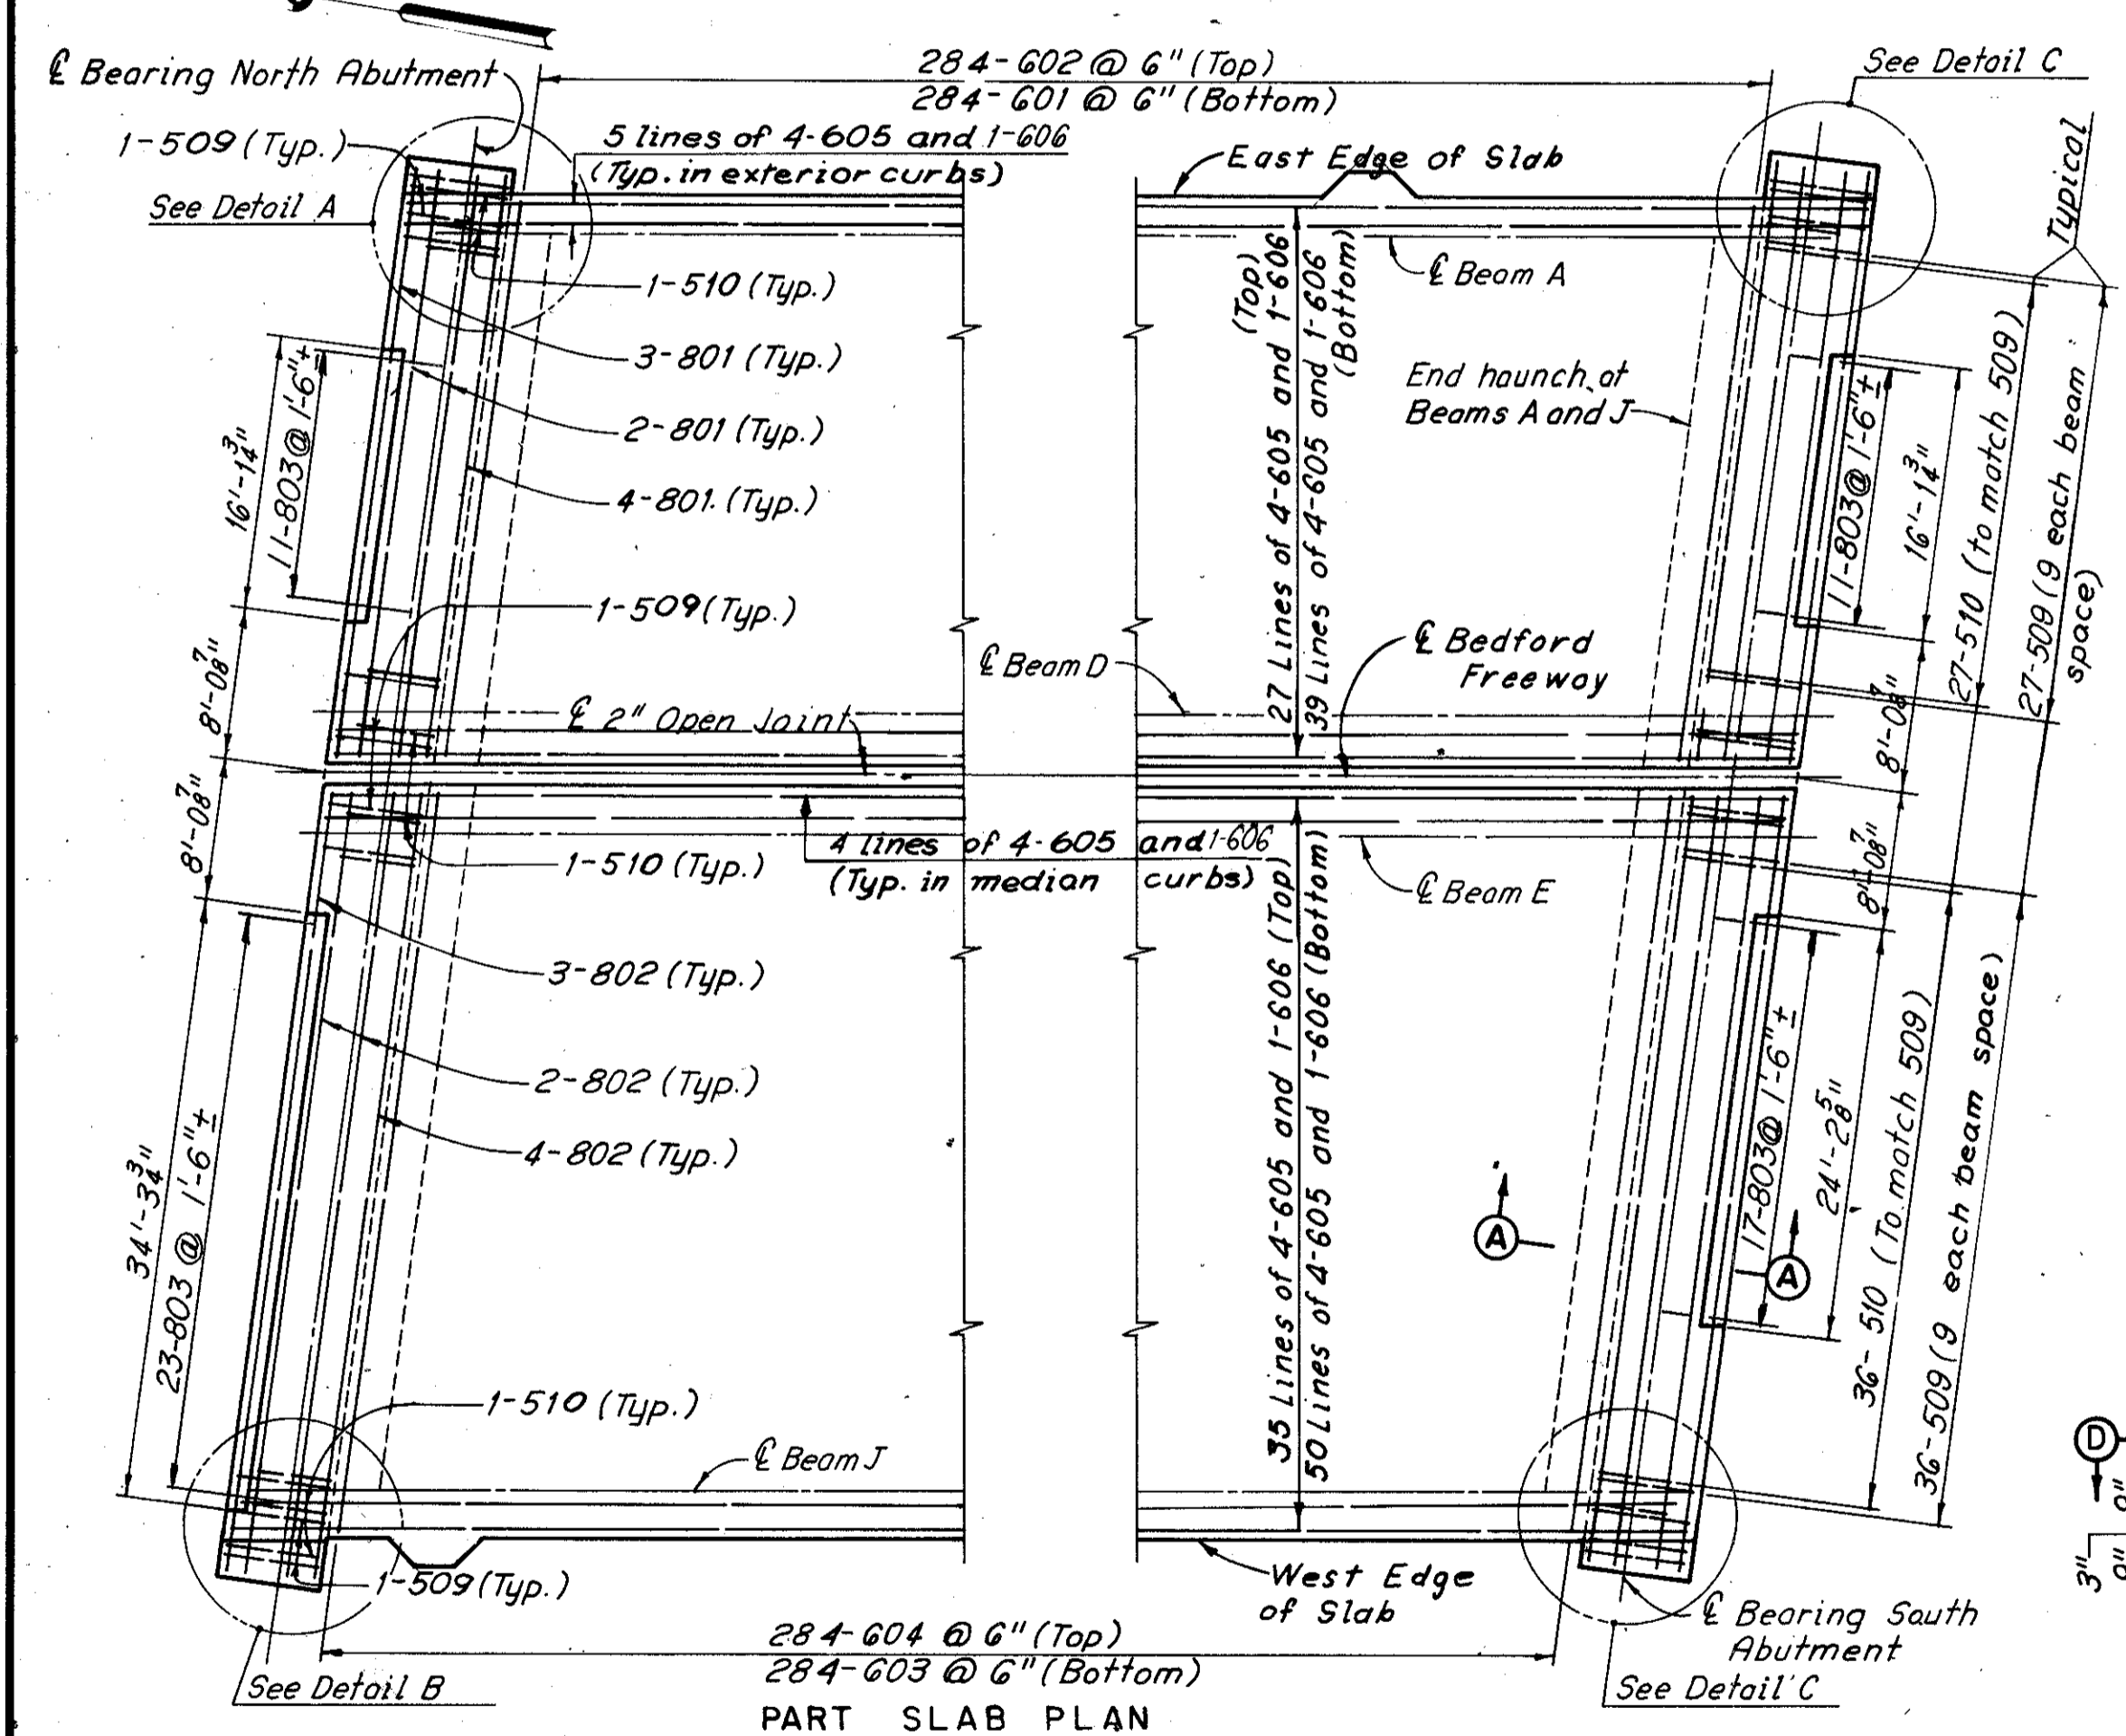 284-602 @ 6" (Top)
284-601 @ 6" (Bottom)
℄ Bearing North Abutment
See Detail C
1-509 (Typ.)
5 lines of 4-605 and 1-606
(Typ. in exterior curbs)
East Edge of Slab
Typical
See Detail A
1-510 (Typ.)
℄ Beam A
3-801 (Typ.)
2-801 (Typ.)
4-801. (Typ.)
16'-1¾"
11-803@ 1'-6"±
27 Lines of 4-605 and 1-606
(Top)
39 Lines of 4-605 and 1-606
(Bottom)
End haunch at
Beams A and J
11-803@ 1'-6"±
16'-1¾"
27-510 (to match 509)
27-509 (9 each beam
space)
1-509 (Typ.)
℄ Beam D
℄ Bedford
Freeway
8'-0⅞"
8'-0⅞"
℄ 2" Open Joint
8'-0⅞"
8'-0⅞"
4 lines of 4-605 and 1-606
(Typ. in median curbs)
1-510 (Typ.)
℄ Beam E
3-802 (Typ.)
2-802 (Typ.)
4-802 (Typ.)
34'-3¾"
23-803 @ 1'-6"±
35 Lines of 4-605 and 1-606 (Top)
50 Lines of 4-605 and 1-606 (Bottom)
A
A
17-803@ 1'-6"±
24'-2⅝"
36-510 (To match 509)
36-509 (9 each beam space)
1-510 (Typ.)
℄ Beam J
D
3"
9"
9"
1-509 (Typ.)
West Edge
of Slab
℄ Bearing South
Abutment
284-604 @ 6" (Top)
284-603 @ 6" (Bottom)
See Detail B
See Detail C
PART SLAB PLAN